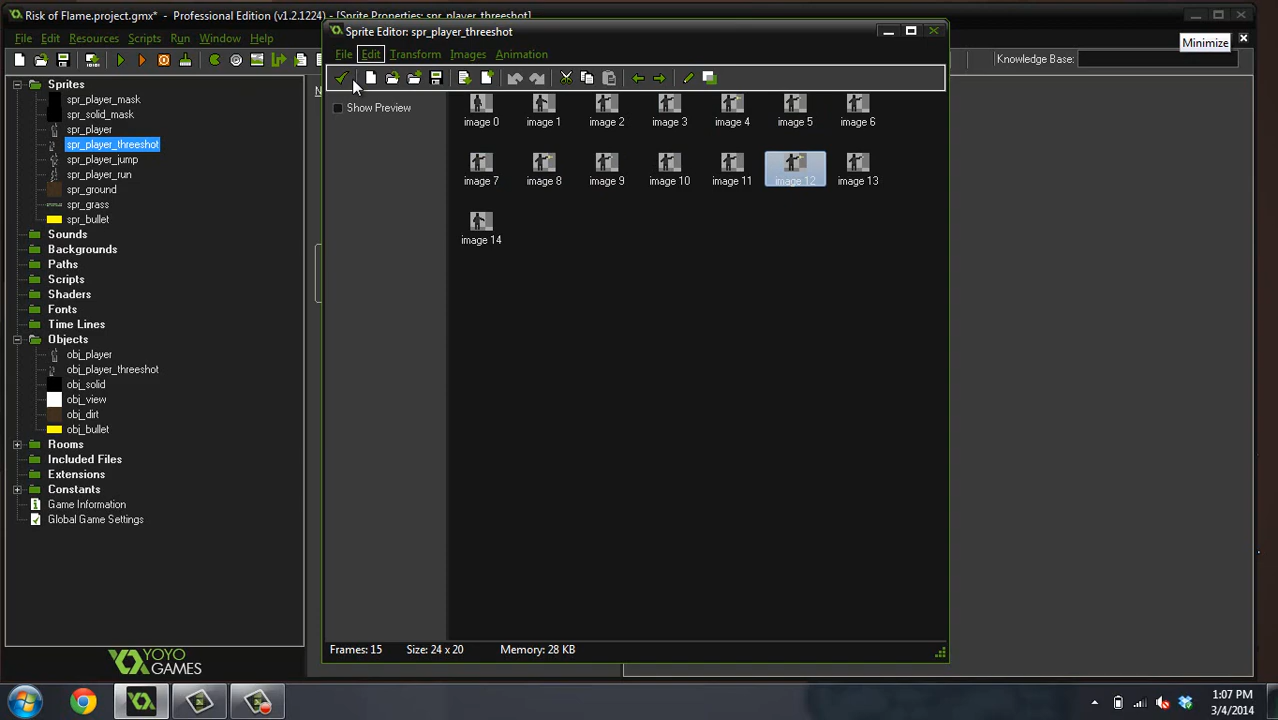 Risk of Flame.project.gmx* - Professional Edition (v1.2.1224) - [Sprite Properties: spr_player_threeshot]
File Edit Resources Scripts Run Window Help
Minimize
Knowledge Base:
Sprites
spr_player_mask
spr_solid_mask
spr_player
spr_player_threeshot
spr_player_jump
spr_player_run
spr_ground
spr_grass
spr_bullet
Sounds
Backgrounds
Paths
Scripts
Shaders
Fonts
Time Lines
Objects
obj_player
obj_player_threeshot
obj_solid
obj_view
obj_dirt
obj_bullet
Rooms
Included Files
Extensions
Constants
Game Information
Global Game Settings
YOYO
GAMES
Sprite Editor: spr_player_threeshot
File Edit Transform Images Animation
Show Preview
image 0 image 1 image 2 image 3 image 4 image 5 image 6
image 7 image 8 image 9 image 10 image 11 image 12 image 13
image 14
Frames: 15 Size: 24 x 20 Memory: 28 KB
1:07 PM
3/4/2014